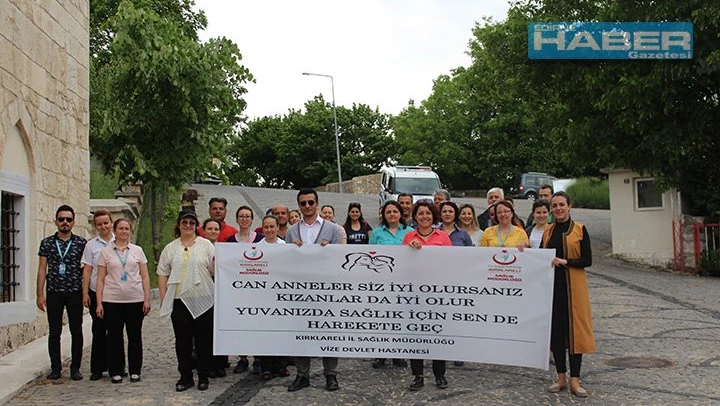 EDİRNE
HABER
Gazetesi
KIRKLARELİ
SAĞLIK
MÜDÜRLÜĞÜ
KIRKLARELİ
SAĞLIK
MÜDÜRLÜĞÜ
CAN ANNELER SİZ İYİ OLURSANIZ
KIZANLAR DA İYİ OLUR
YUVANIZDA SAĞLIK İÇİN SEN DE
HAREKETE GEÇ
KIRKLARELİ İL SAĞLIK MÜDÜRLÜĞÜ
VİZE DEVLET HASTANESİ